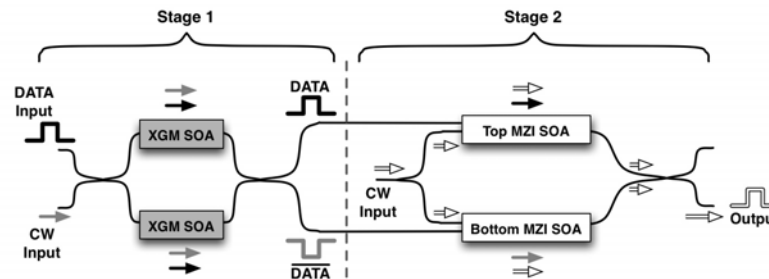 Stage 1
Stage 2
DATA
Input
DATA
XGM SOA
Top MZI SOA
CW
Input
XGM SOA
Bottom MZI SOA
CW
Input
DATA
Output